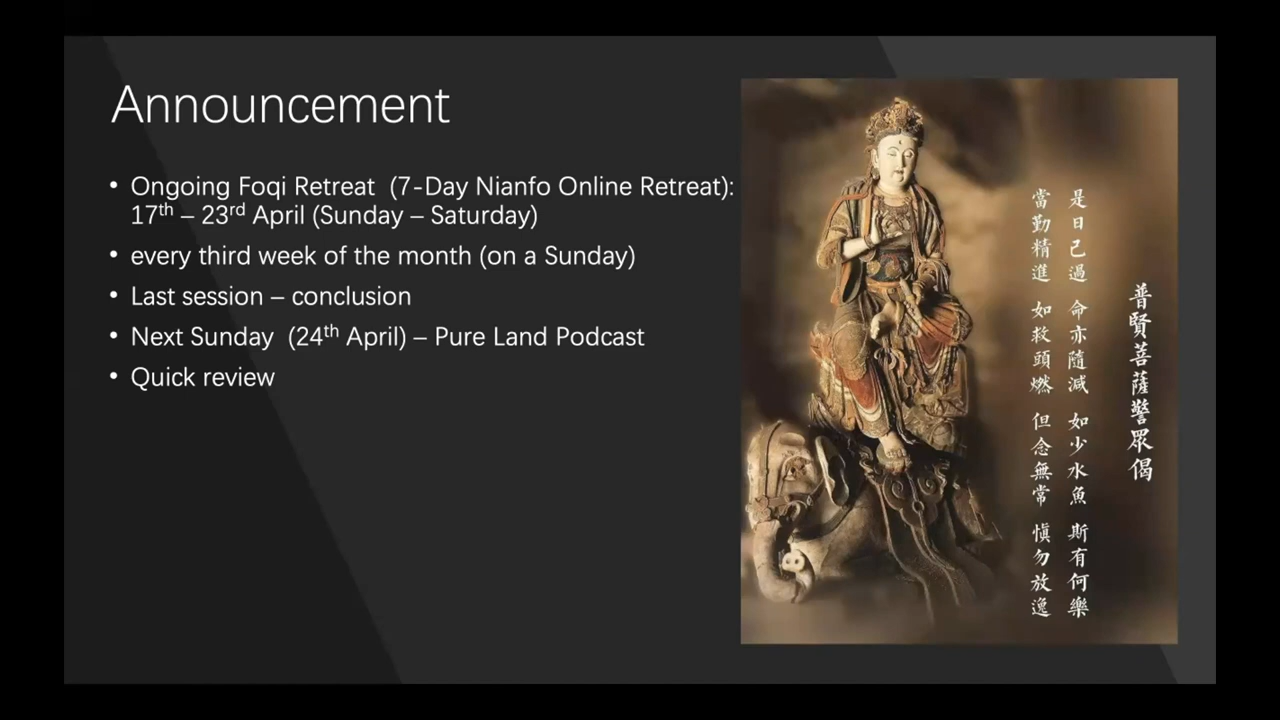 Announcement
• Ongoing Foqi Retreat (7-Day Nianfo Online Retreat):
17th – 23rd April (Sunday – Saturday)
• every third week of the month (on a Sunday)
• Last session – conclusion
• Next Sunday (24th April) – Pure Land Podcast
• Quick review
普賢菩薩警眾偈
是日己過 命亦隨減 如少水魚 斯有何樂
當勤精進 如救頭燃 但念無常 慎勿放逸